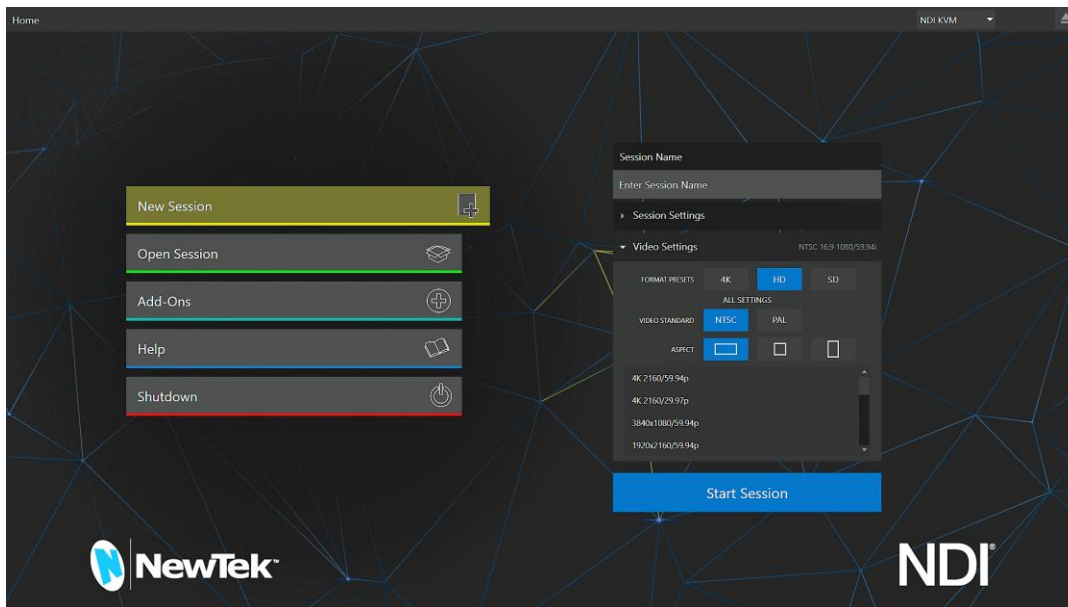 Home
NDI KVM
New Session
Open Session
Add-Ons
Help
Shutdown
Session Name
Enter Session Name
Session Settings
Video Settings NTSC 16:9 1080/59.94i
FORMAT PRESETS 4K HD SD
ALL SETTINGS
VIDEO STANDARD NTSC PAL
ASPECT
4K 2160/59.94p
4K 2160/29.97p
3840x1080/59.94p
1920x2160/59.94p
Start Session
N NewTek™
NDI®